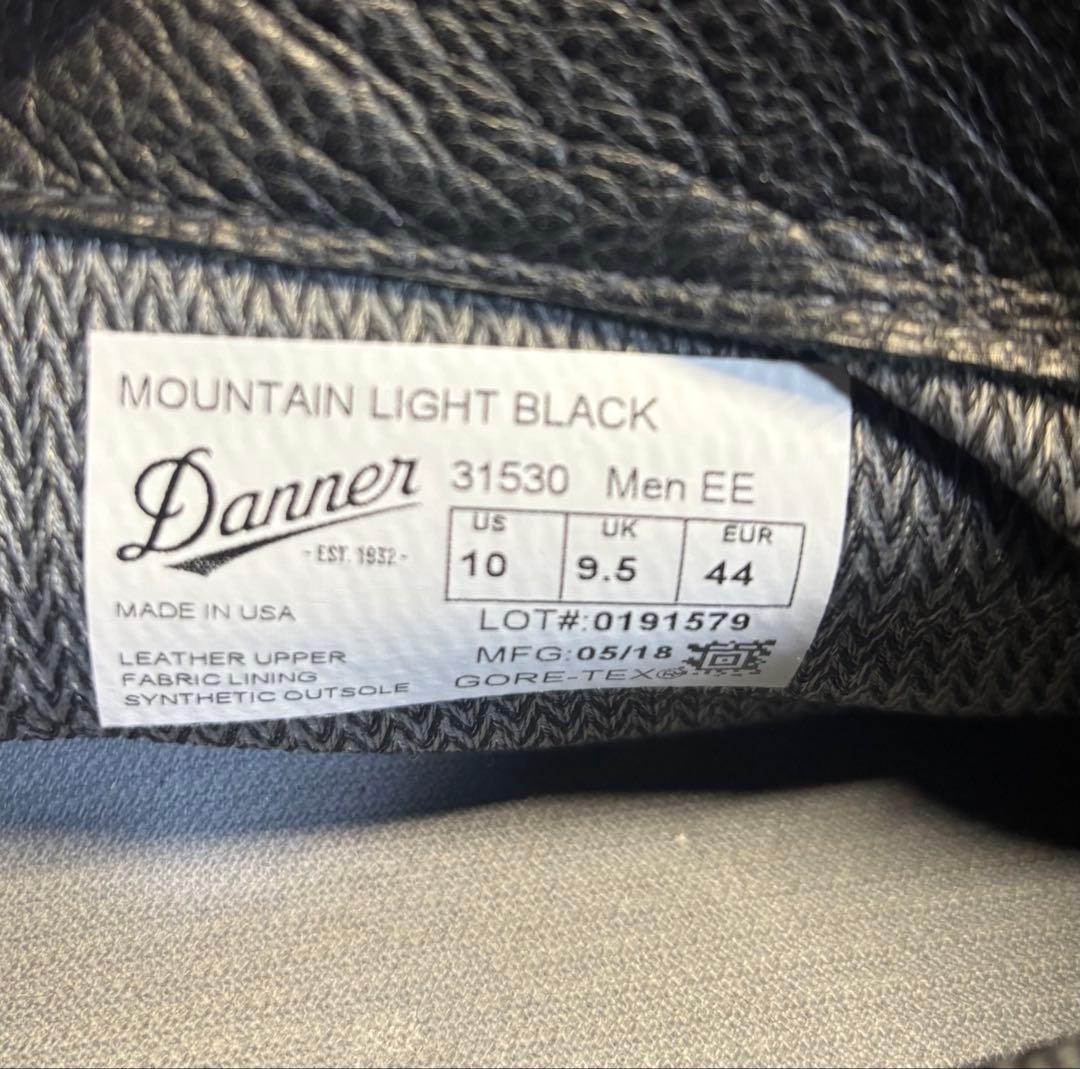 MOUNTAIN LIGHT BLACK
Danner
- EST. 1932 -
31530 Men EE
US UK EUR
10 9.5 44
MADE IN USA
LOT#:0191579
LEATHER UPPER
FABRIC LINING
SYNTHETIC OUTSOLE
MFG:05/18
GORE-TEX®